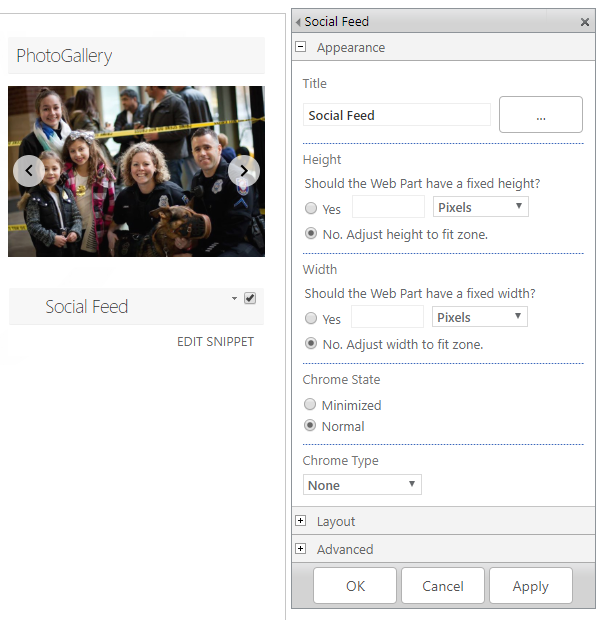 PhotoGallery
Social Feed
EDIT SNIPPET
Social Feed
Appearance
Title
Social Feed
...
Height
Should the Web Part have a fixed height?
Yes Pixels
No. Adjust height to fit zone.
Width
Should the Web Part have a fixed width?
Yes Pixels
No. Adjust width to fit zone.
Chrome State
Minimized
Normal
Chrome Type
None
Layout
Advanced
OK Cancel Apply